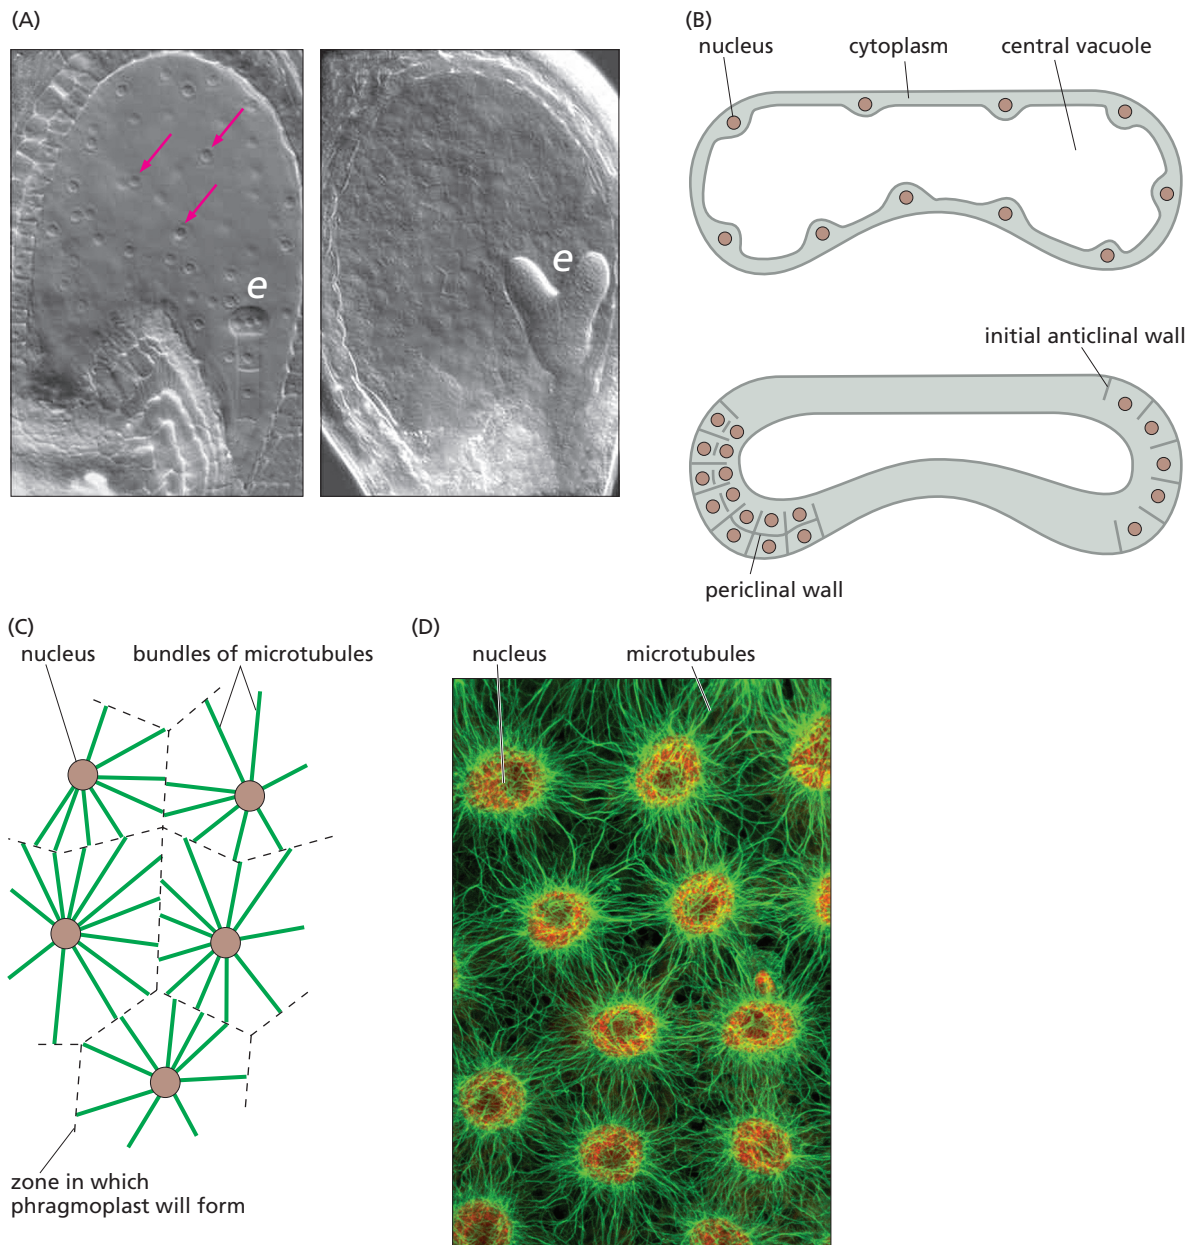 (A)
e
e
(B)
nucleus cytoplasm central vacuole
initial anticlinal wall
periclinal wall
(C)
nucleus bundles of microtubules
zone in which
phragmoplast will form
(D)
nucleus microtubules